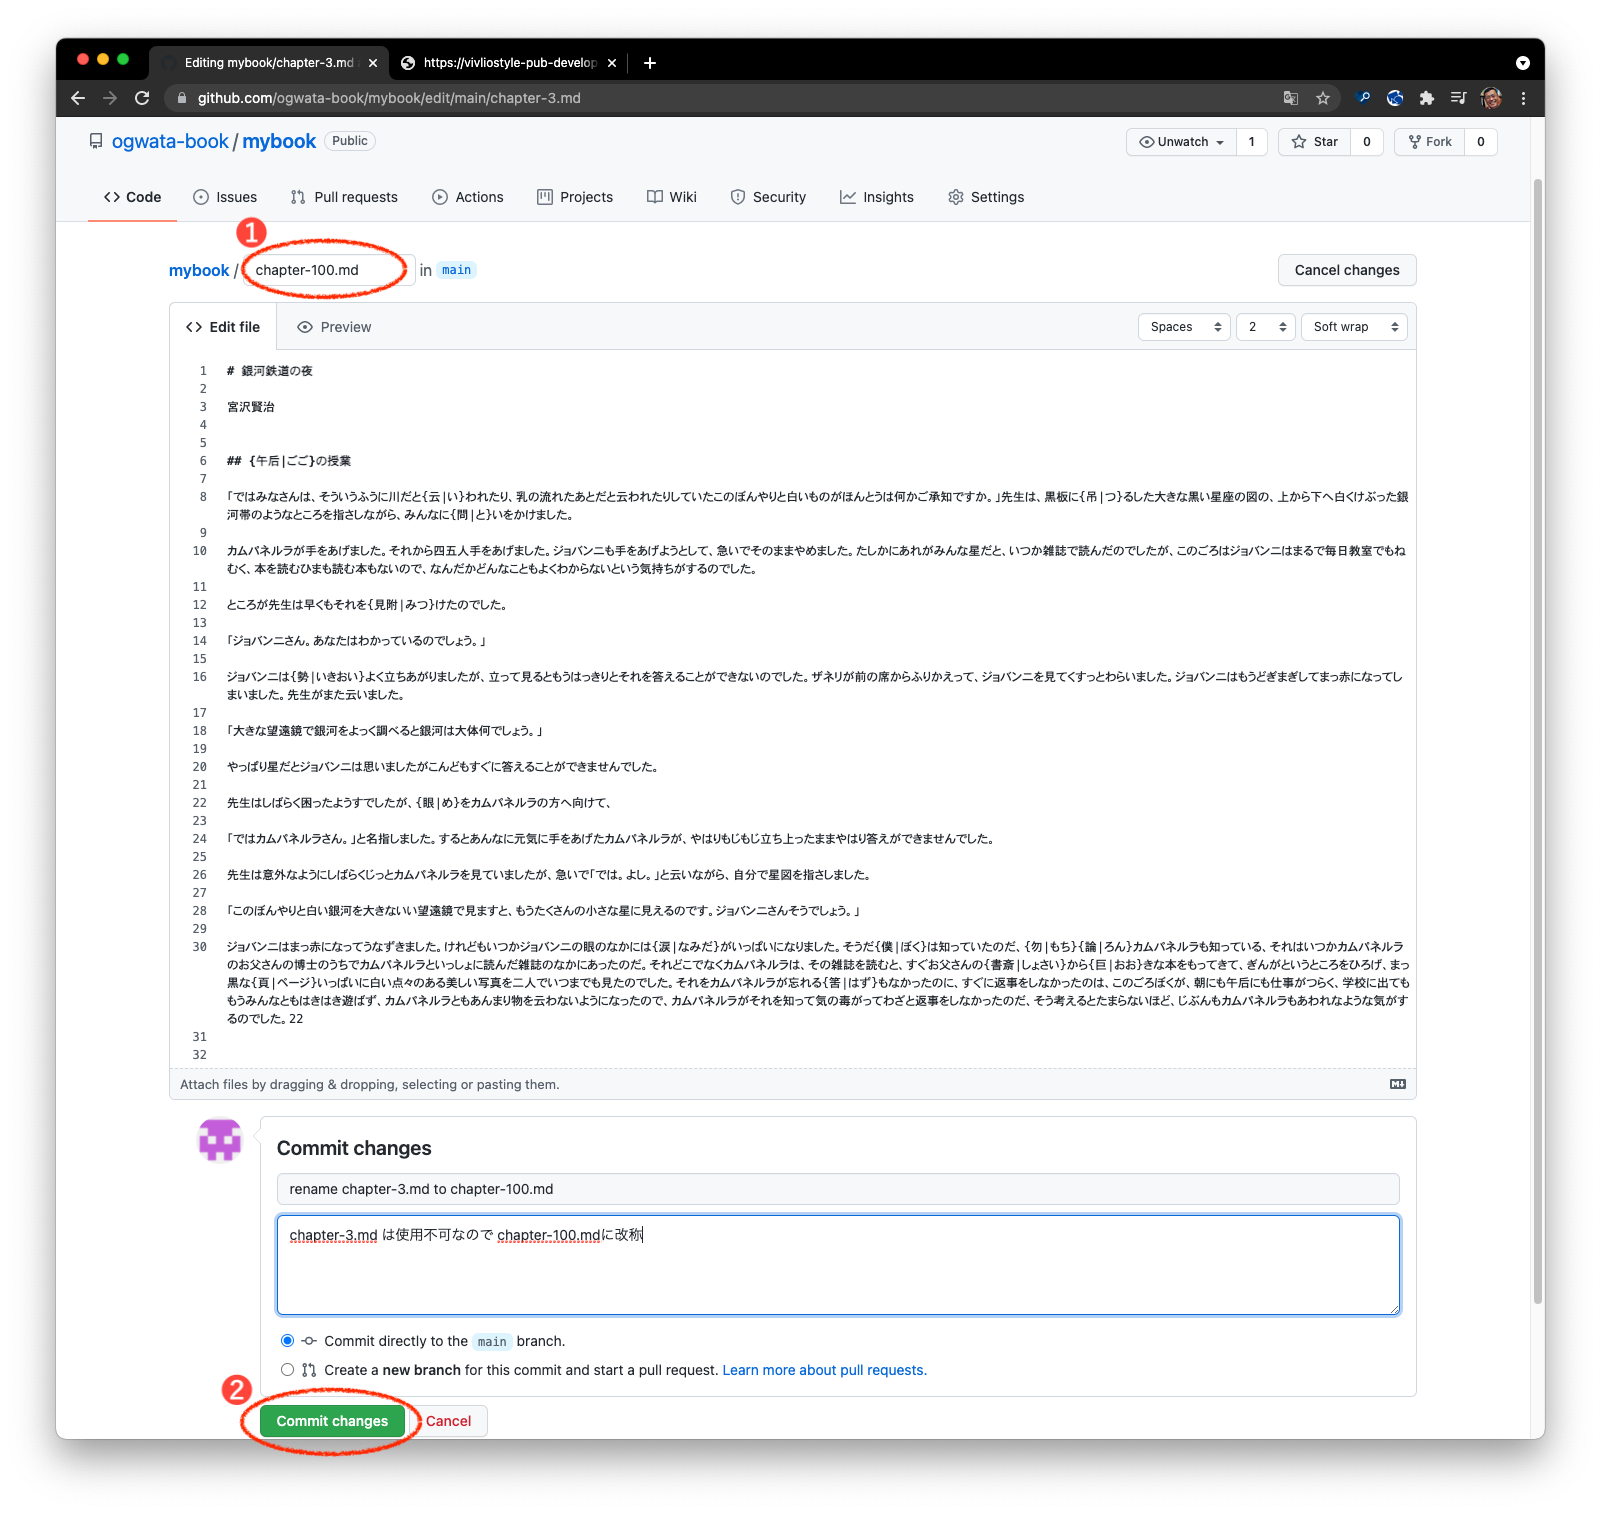 Editing mybook/chapter-3.md
https://vivliostyle-pub-develop
github.com/ogwata-book/mybook/edit/main/chapter-3.md
ogwata-book / mybook Public
Unwatch 1 Star 0 Fork 0
Code Issues Pull requests Actions Projects Wiki Security Insights Settings
1
mybook / chapter-100.md in main
Cancel changes
Edit file Preview
Spaces 2 Soft wrap
1 # 銀河鉄道の夜
2
3 宮沢賢治
4
5
6 ## {午后|ごご}の授業
7
8 「ではみなさんは、そういうふうに川だと{云|い}われたり、乳の流れたあとだと云われたりしていたこのぼんやりと白いものがほんとうは何かご承知ですか。」先生は、黒板に{吊|つ}るした大きな黒い星座の図の、上から下へ白くけぶった銀
河帯のようなところを指さしながら、みんなに{問|と}いをかけました。
9
10 カムパネルラが手をあげました。それから四五人手をあげました。ジョバンニも手をあげようとして、急いでそのままやめました。たしかにあれがみんな星だと、いつか雑誌で読んだのでしたが、このごろはジョバンニはまるで毎日教室でもね
むく、本を読むひまも読む本もないので、なんだかどんなこともよくわからないという気持ちがするのでした。
11
12 ところが先生は早くもそれを{見附|みつ}けたのでした。
13
14 「ジョバンニさん。あなたはわかっているのでしょう。」
15
16 ジョバンニは{勢|いきおい}よく立ちあがりましたが、立って見るともうはっきりとそれを答えることができないのでした。ザネリが前の席からふりかえって、ジョバンニを見てくすっとわらいました。ジョバンニはもうどぎまぎしてまっ赤になってし
まいました。先生がまた云いました。
17
18 「大きな望遠鏡で銀河をよっく調べると銀河は大体何でしょう。」
19
20 やっぱり星だとジョバンニは思いましたがこんどもすぐに答えることができませんでした。
21
22 先生はしばらく困ったようすでしたが、{眼|め}をカムパネルラの方へ向けて、
23
24 「ではカムパネルラさん。」と名指しました。するとあんなに元気に手をあげたカムパネルラが、やはりもじもじ立ち上ったままやはり答えができませんでした。
25
26 先生は意外なようにしばらくじっとカムパネルラを見ていましたが、急いで「では。よし。」と云いながら、自分で星図を指さしました。
27
28 「このぼんやりと白い銀河を大きないい望遠鏡で見ますと、もうたくさんの小さな星に見えるのです。ジョバンニさんそうでしょう。」
29
30 ジョバンニはまっ赤になってうなずきました。けれどもいつかジョバンニの眼のなかには{涙|なみだ}がいっぱいになりました。そうだ{僕|ぼく}は知っていたのだ、{勿|もち}{論|ろん}カムパネルラも知っている、それはいつかカムパネルラ
のお父さんの博士のうちでカムパネルラといっしょに読んだ雑誌のなかにあったのだ。それどこでなくカムパネルラは、その雑誌を読むと、すぐお父さんの{書斎|しょさい}から{巨|おお}きな本をもってきて、ぎんがというところをひろげ、まっ
黒な{頁|ページ}いっぱいに白い点々のある美しい写真を二人でいつまでも見たのでした。それをカムパネルラが忘れる{筈|はず}もなかったのに、すぐに返事をしなかったのは、このごろぼくが、朝にも午后にも仕事がつらく、学校に出ても
もうみんなともはきはき遊ばず、カムパネルラともあんまり物を云わないようになったので、カムパネルラがそれを知って気の毒がってわざと返事をしなかったのだ、そう考えるとたまらないほど、じぶんもカムパネルラもあわれなような気がす
るのでした。22
31
32
Attach files by dragging & dropping, selecting or pasting them.
Commit changes
rename chapter-3.md to chapter-100.md
chapter-3.md は使用不可なので chapter-100.mdに改称
Commit directly to the main branch.
Create a new branch for this commit and start a pull request. Learn more about pull requests.
2
Commit changes Cancel